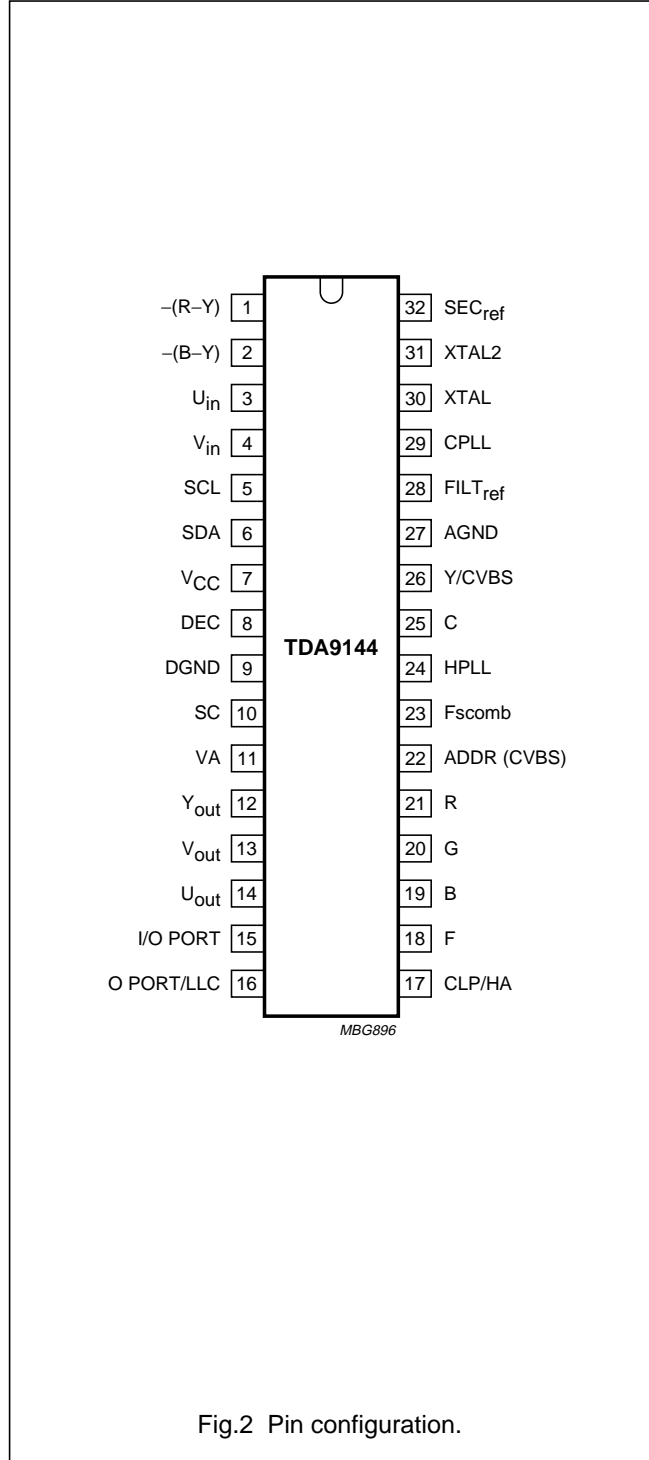 −(R−Y) 1 32 SECref
−(B−Y) 2 31 XTAL2
Uin 3 30 XTAL
Vin 4 29 CPLL
SCL 5 28 FILTref
SDA 6 27 AGND
VCC 7 26 Y/CVBS
DEC 8 25 C
TDA9144
DGND 9 24 HPLL
SC 10 23 Fscomb
VA 11 22 ADDR (CVBS)
Yout 12 21 R
Vout 13 20 G
Uout 14 19 B
I/O PORT 15 18 F
O PORT/LLC 16 17 CLP/HA
MBG896
Fig.2 Pin configuration.